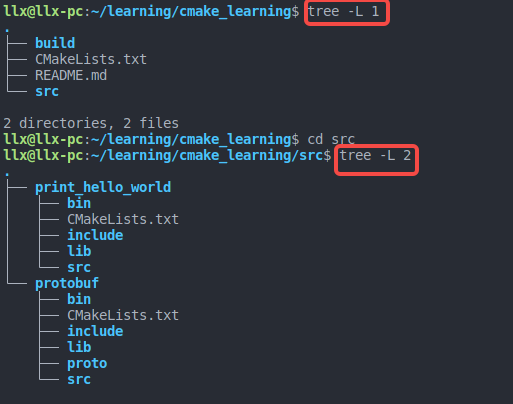 llx@llx-pc:~/learning/cmake_learning$ tree -L 1
.
├── build
├── CMakeLists.txt
├── README.md
└── src
2 directories, 2 files
llx@llx-pc:~/learning/cmake_learning$ cd src
llx@llx-pc:~/learning/cmake_learning/src$ tree -L 2
.
├── print_hello_world
│   ├── bin
│   ├── CMakeLists.txt
│   ├── include
│   ├── lib
│   └── src
└── protobuf
    ├── bin
    ├── CMakeLists.txt
    ├── include
    ├── lib
    ├── proto
    └── src